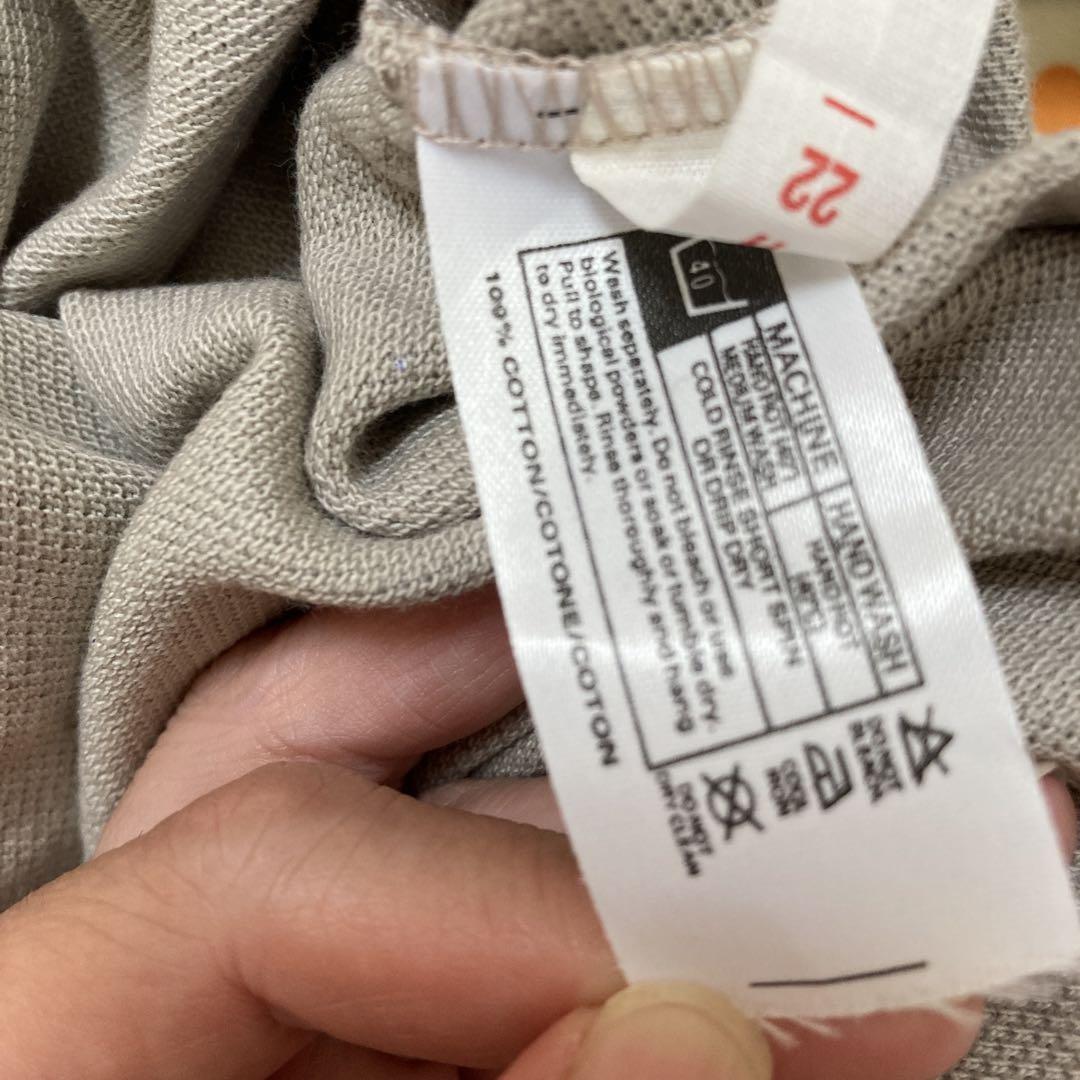 22
40
MACHINE
HAND WASH
HAND HOT
HAND HOT
MEDIUM WASH
COLD RINSE SHORT SPIN
OR DRIP DRY
Wash separately. Do not bleach or use
biological powders or soak or tumble dry.
Pull to shape. Rinse thoroughly and hang
to dry immediately.
100% COTTON/COTONE/COTTON
DO NOT
COOL
IRON
DO NOT
DRY CLEAN